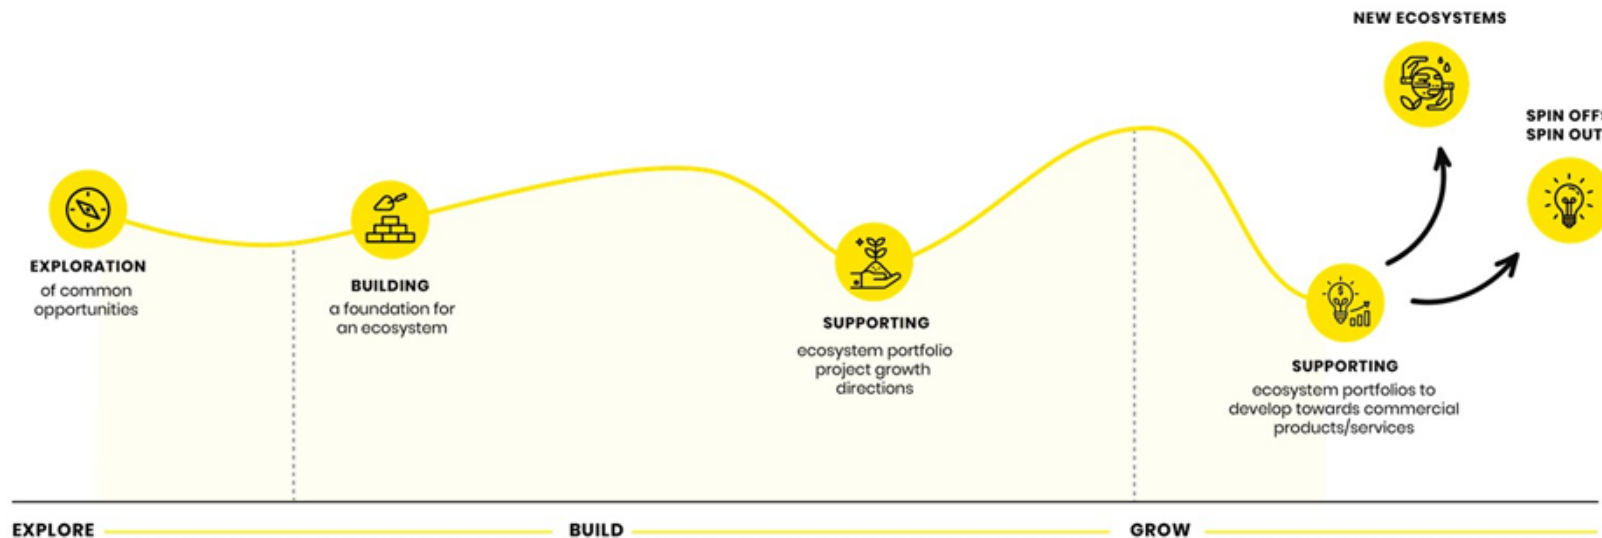 NEW ECOSYSTEMS
SPIN OFFS
SPIN OUT
EXPLORATION
of common
opportunities
BUILDING
a foundation for
an ecosystem
SUPPORTING
ecosystem portfolio
project growth
directions
SUPPORTING
ecosystem portfolios to
develop towards commercial
products/services
EXPLORE
BUILD
GROW